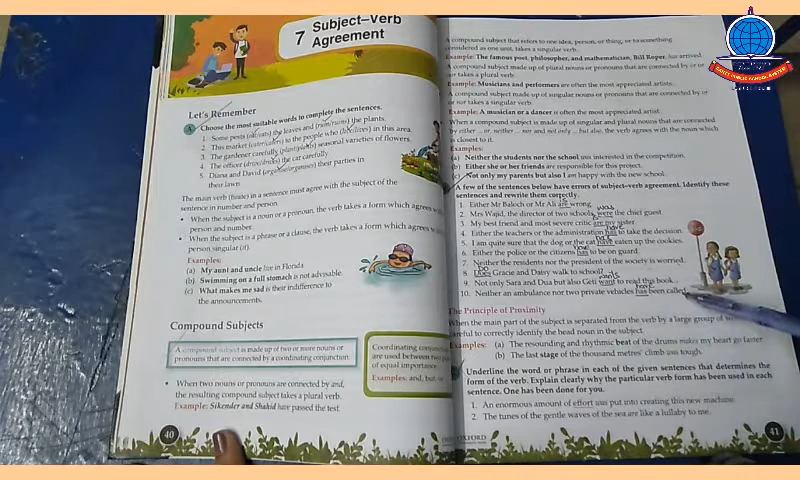 7 Subject–Verb
Agreement
Let's Remember
A Choose the most suitable words to complete the sentences.
1. Some pests (eat/eats) the leaves and (ruin/ruins) the plants.
2. This market (cater/caters) to the people who (live/lives) in this area.
3. The gardener carefully (plant/plants) seasonal varieties of flowers.
4. The officer (drive/drives) the car carefully.
5. Diana and David (organise/organises) their parties in
their lawn.
The main verb (finite) in a sentence must agree with the subject of the
sentence in number and person.
• When the subject is a noun or a pronoun, the verb takes a form which agrees
person and number.
• When the subject is a phrase or a clause, the verb takes a form which agrees
person singular (it).
Examples:
(a) My aunt and uncle live in Florida
(b) Swimming on a full stomach is not advisable.
(c) What makes me sad is their indifference to
the announcements.
Compound Subjects
A compound subject is made up of two or more nouns or
pronouns that are connected by a coordinating conjunction.
Coordinating
are used between two
of equal importance.
Examples: and, but, or
• When two nouns or pronouns are connected by and,
the resulting compound subject takes a plural verb.
Example: Sikender and Shahid have passed the test.
40
A compound subject that refers to one idea, person, or thing, or to something
considered as one unit, takes a singular verb.
Example: The famous poet, philosopher, and mathematician, Bill Roper, has arrived.
A compound subject made up of plural nouns or pronouns that are connected by or or
nor takes a plural verb.
Example: Musicians and performers are often the most appreciated artists.
A compound subject made up of singular nouns or pronouns that are connected by
or or nor takes a singular verb.
Example: A musician or a dancer is often the most appreciated artist.
When a compound subject is made up of singular and plural nouns that are connected
by either ... or, neither ... nor and not only ... but also, the verb agrees with the noun which
is closest to it.
Examples:
(a) Neither the students nor the school was interested in the competition.
(b) Either she or her friends are responsible for this project.
(c) Not only my parents but also I am happy with the new school.
A few of the sentences below have errors of subject-verb agreement. Identify these
sentences and rewrite them correctly.
is
1. Either Mr Baloch or Mr Ali are wrong.
was
2. Mrs Wajid, the director of two schools, were the chief guest.
3. My best friend and most severe critic are my sister.
have
4. Either the teachers or the administration has to take the decision.
5. I am quite sure that the dog or the cat have eaten up the cookies.
have
6. Either the police or the citizens has to be on guard.
7. Neither the residents nor the president of the society is worried.
Do
8. Does Gracie and Daisy walk to school?
wants
9. Not only Sara and Dua but also Geti want to read this book.
have
10. Neither an ambulance nor two private vehicles has been called.
The Principle of Proximity
When the main part of the subject is separated from the verb by a large group of
careful to correctly identify the head noun in the subject.
Examples: (a) The resounding and rhythmic beat of the drums makes my heart go faster.
(b) The last stage of the thousand metres' climb was tough.
Underline the word or phrase in each of the given sentences that determines the
form of the verb. Explain clearly why the particular verb form has been used in each
sentence. One has been done for you.
1. An enormous amount of effort was put into creating this new machine.
2. The tunes of the gentle waves of the sea are like a lullaby to me.
OXFORD
41